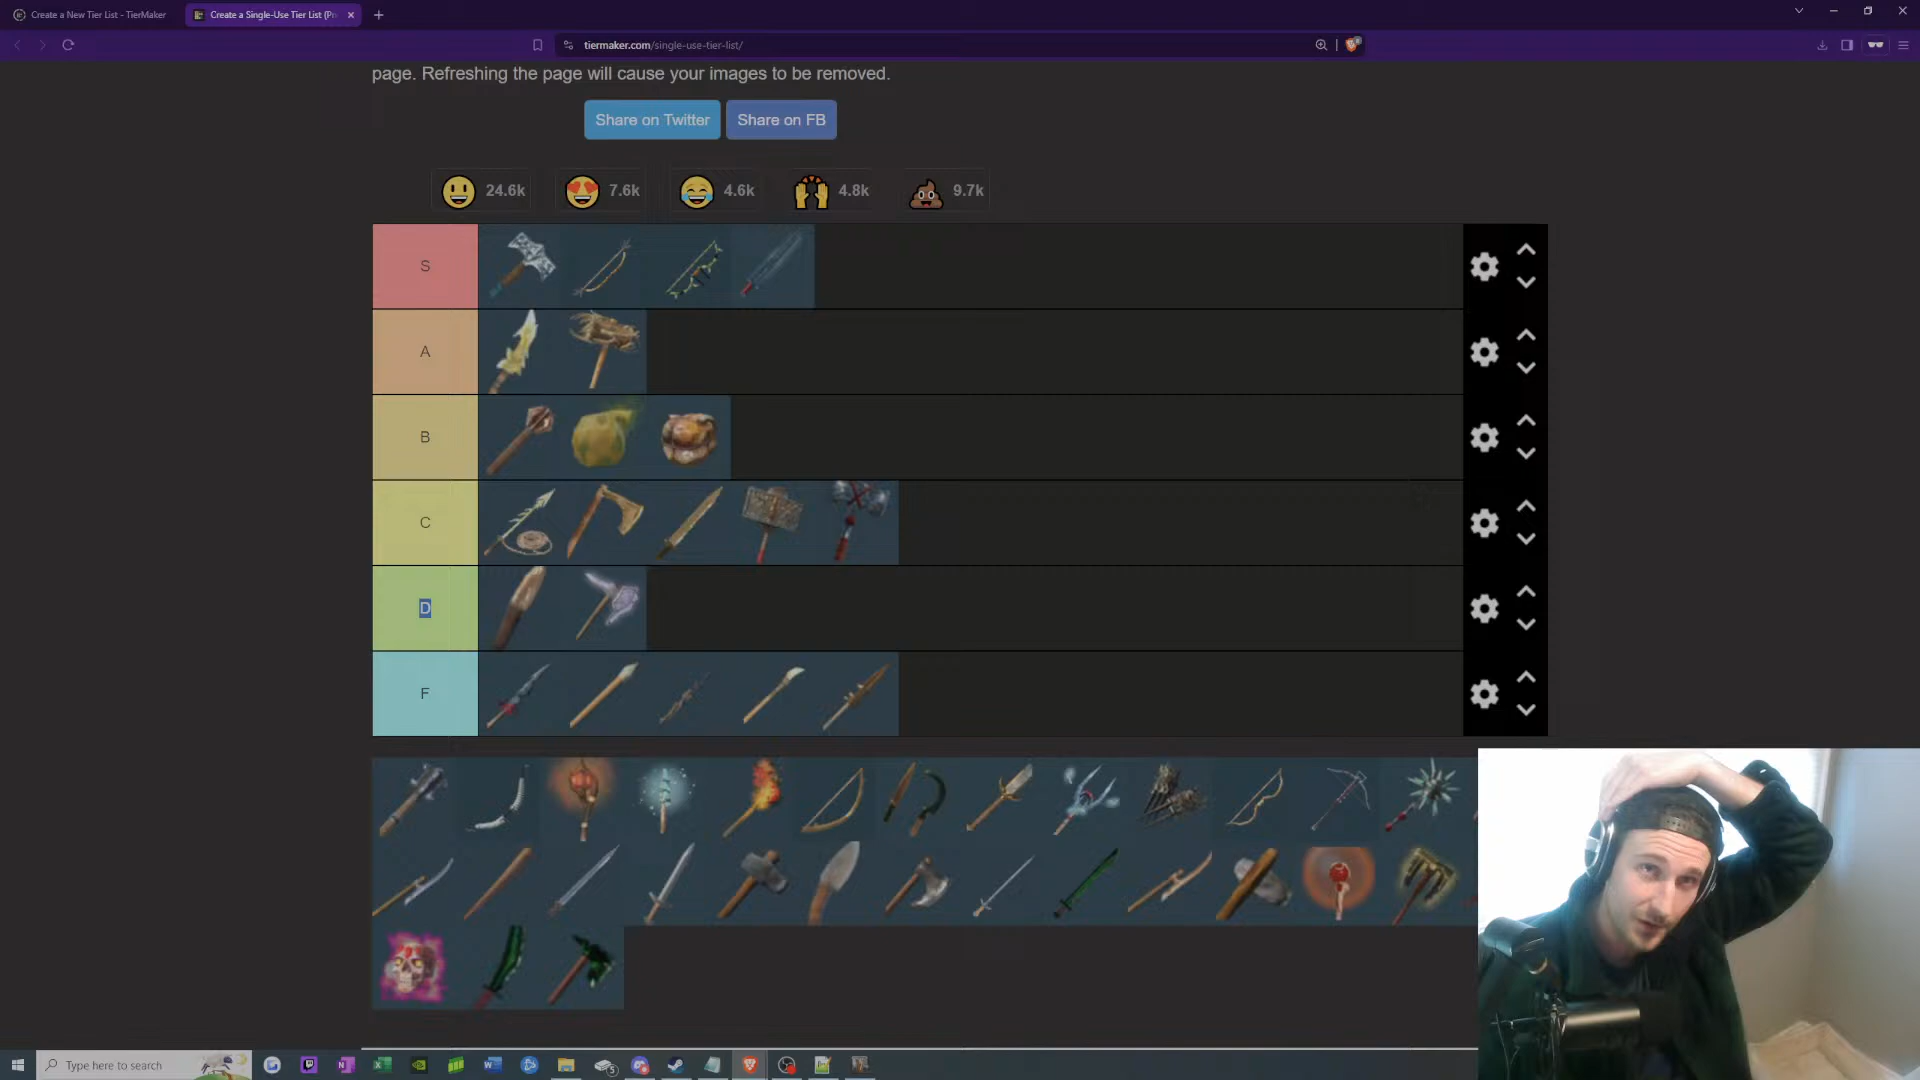 Create a New Tier List - TierMaker
Create a Single-Use Tier List (Pr
tiermaker.com/single-use-tier-list/
page. Refreshing the page will cause your images to be removed.
Share on Twitter Share on FB
24.6k 7.6k 4.6k 4.8k 9.7k
S
A
B
C
D
F
Type here to search
5